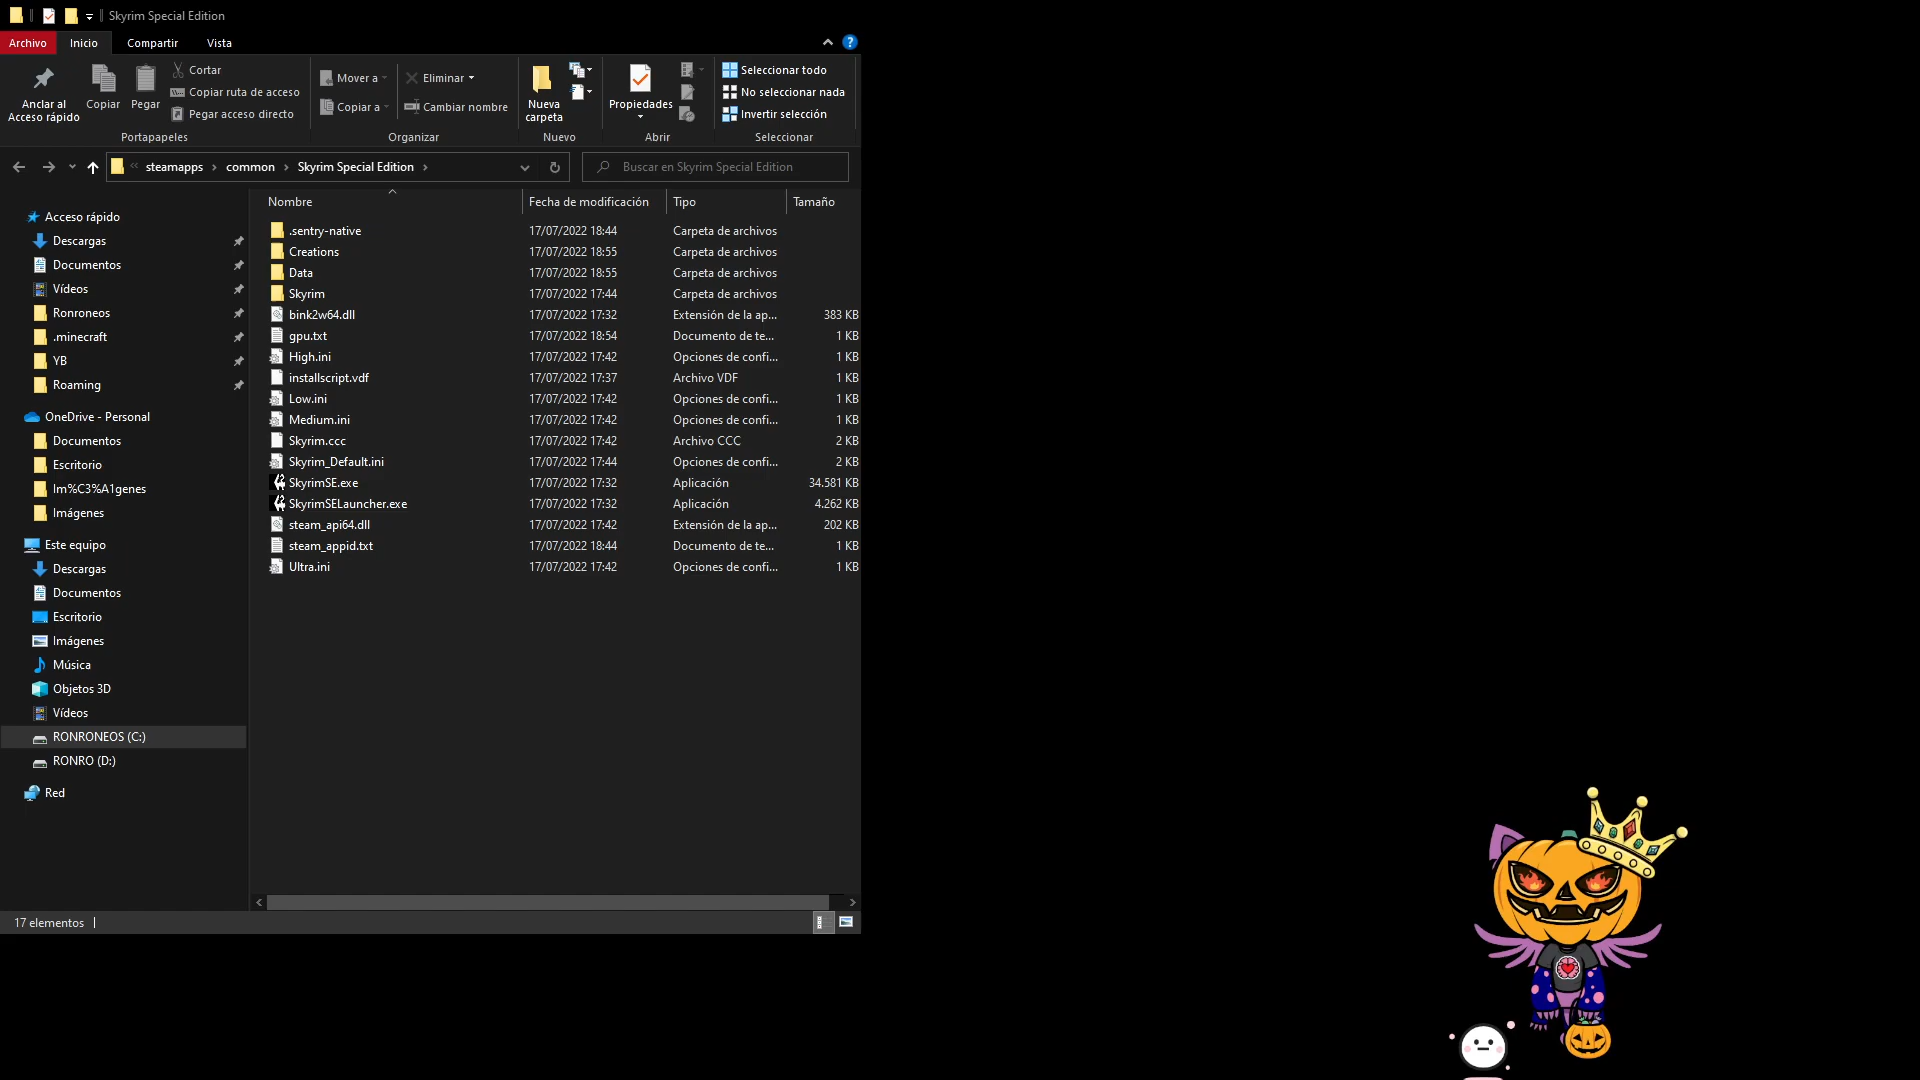 Skyrim Special Edition
Archivo Inicio Compartir Vista
Anclar al Acceso rápido
Copiar
Pegar
Cortar
Copiar ruta de acceso
Pegar acceso directo
Portapapeles
Mover a
Copiar a
Eliminar
Cambiar nombre
Organizar
Nueva carpeta
Nuevo
Propiedades
Abrir
Seleccionar todo
No seleccionar nada
Invertir selección
Seleccionar
« steamapps › common › Skyrim Special Edition ›
Buscar en Skyrim Special Edition
Acceso rápido
Descargas
Documentos
Vídeos
Ronroneos
.minecraft
YB
Roaming
OneDrive - Personal
Documentos
Escritorio
Im%C3%A1genes
Imágenes
Este equipo
Descargas
Documentos
Escritorio
Imágenes
Música
Objetos 3D
Vídeos
RONRONEOS (C:)
RONRO (D:)
Red
Nombre Fecha de modificación Tipo Tamaño
.sentry-native 17/07/2022 18:44 Carpeta de archivos
Creations 17/07/2022 18:55 Carpeta de archivos
Data 17/07/2022 18:55 Carpeta de archivos
Skyrim 17/07/2022 17:44 Carpeta de archivos
bink2w64.dll 17/07/2022 17:32 Extensión de la ap... 383 KB
gpu.txt 17/07/2022 18:54 Documento de te... 1 KB
High.ini 17/07/2022 17:42 Opciones de confi... 1 KB
installscript.vdf 17/07/2022 17:37 Archivo VDF 1 KB
Low.ini 17/07/2022 17:42 Opciones de confi... 1 KB
Medium.ini 17/07/2022 17:42 Opciones de confi... 1 KB
Skyrim.ccc 17/07/2022 17:42 Archivo CCC 2 KB
Skyrim_Default.ini 17/07/2022 17:44 Opciones de confi... 2 KB
SkyrimSE.exe 17/07/2022 17:32 Aplicación 34.581 KB
SkyrimSELauncher.exe 17/07/2022 17:32 Aplicación 4.262 KB
steam_api64.dll 17/07/2022 17:42 Extensión de la ap... 202 KB
steam_appid.txt 17/07/2022 18:44 Documento de te... 1 KB
Ultra.ini 17/07/2022 17:42 Opciones de confi... 1 KB
17 elementos